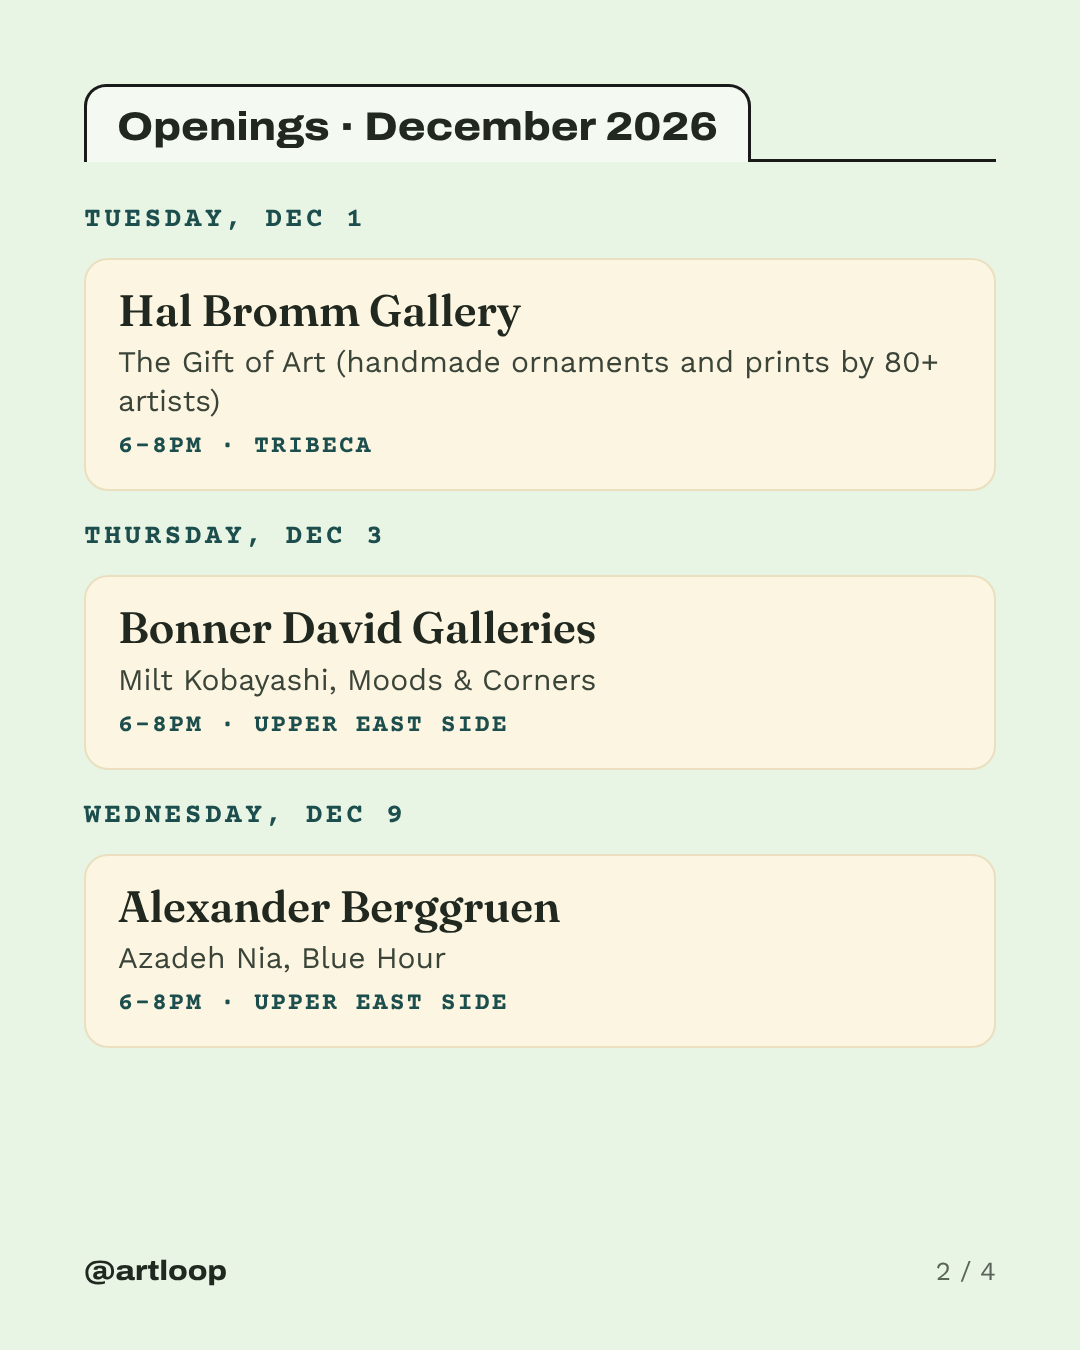 Openings · December 2026
TUESDAY, DEC 1
Hal Bromm Gallery
The Gift of Art (handmade ornaments and prints by 80+
artists)
6–8PM · TRIBECA
THURSDAY, DEC 3
Bonner David Galleries
Milt Kobayashi, Moods & Corners
6–8PM · UPPER EAST SIDE
WEDNESDAY, DEC 9
Alexander Berggruen
Azadeh Nia, Blue Hour
6–8PM · UPPER EAST SIDE
@artloop
2 / 4